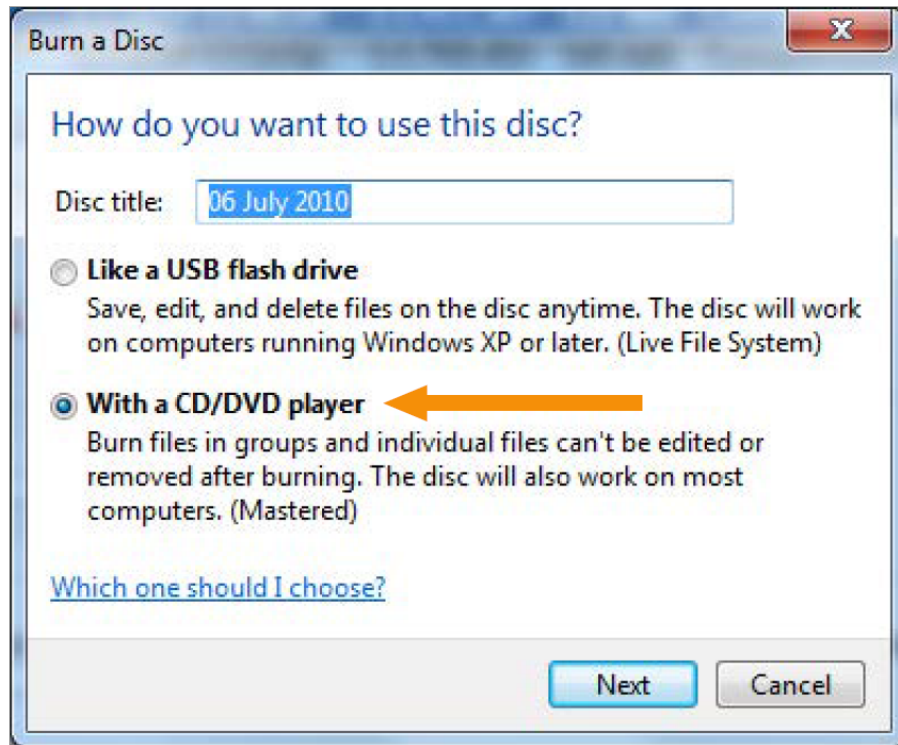 Burn a Disc
How do you want to use this disc?
Disc title: 06 July 2010
Like a USB flash drive
Save, edit, and delete files on the disc anytime. The disc will work
on computers running Windows XP or later. (Live File System)
With a CD/DVD player
Burn files in groups and individual files can't be edited or
removed after burning. The disc will also work on most
computers. (Mastered)
Which one should I choose?
Next Cancel